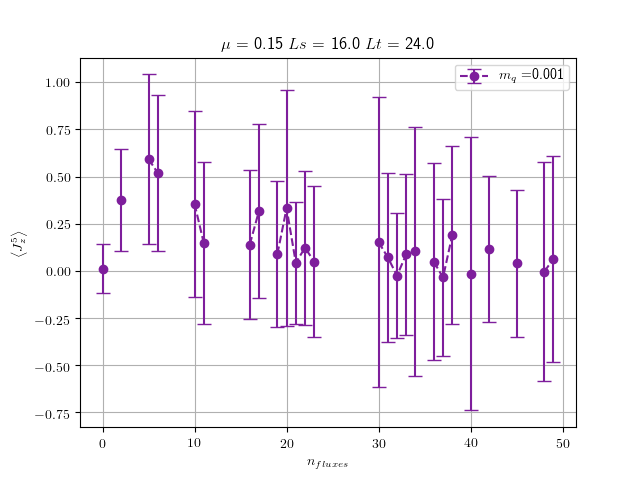 μ = 0.15 Ls = 16.0 Lt = 24.0
m_q =0.001
1.00
0.75
0.50
0.25
0.00
−0.25
−0.50
−0.75
⟨J_z^5⟩
0 10 20 30 40 50
n_fluxes